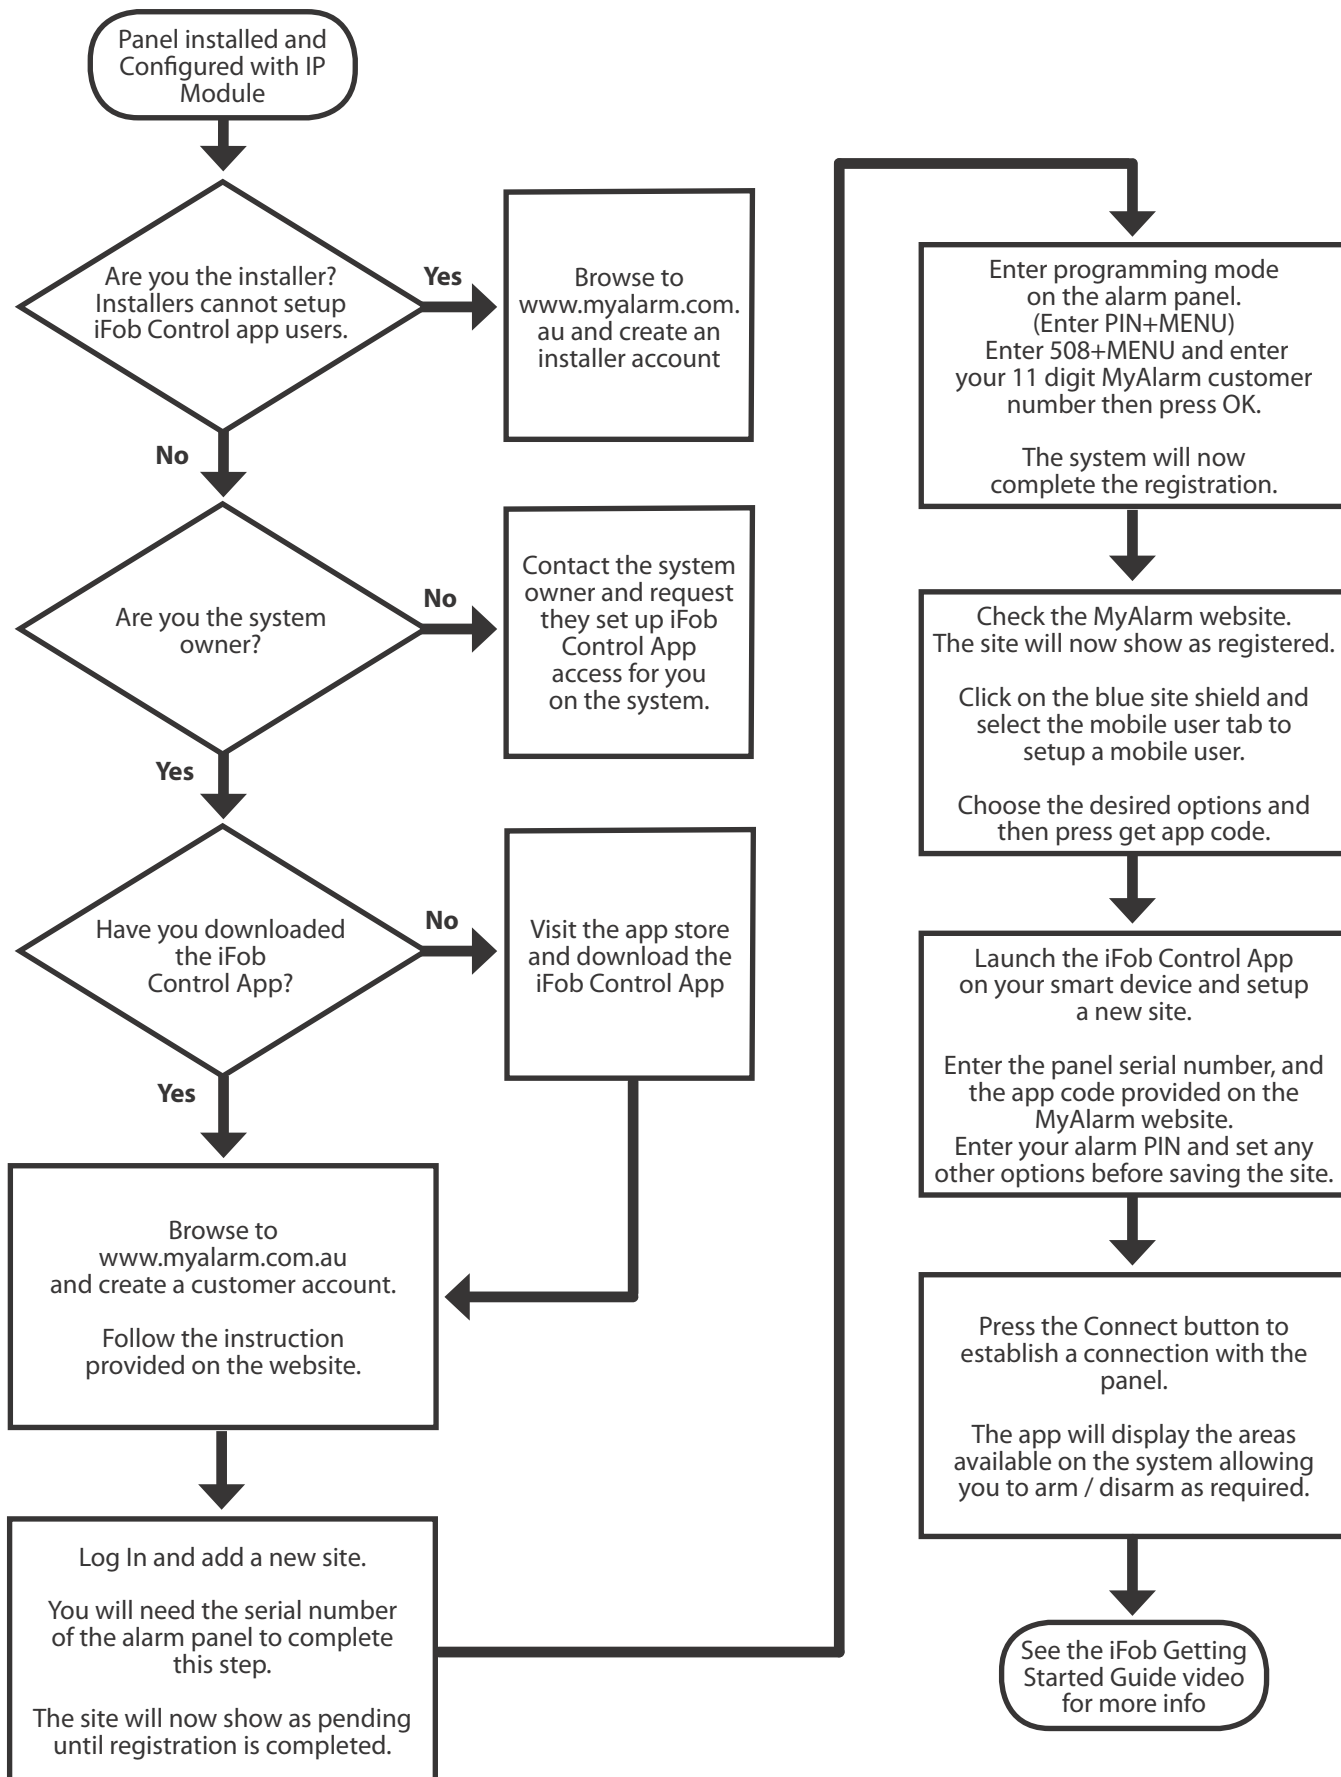 Panel installed and
Configured with IP
Module
Are you the installer?
Installers cannot setup
iFob Control app users.
Yes
Browse to
www.myalarm.com.
au and create an
installer account
No
Are you the system
owner?
No
Contact the system
owner and request
they set up iFob
Control App
access for you
on the system.
Yes
Have you downloaded
the iFob
Control App?
No
Visit the app store
and download the
iFob Control App
Yes
Browse to
www.myalarm.com.au
and create a customer account.
Follow the instruction
provided on the website.
Log In and add a new site.
You will need the serial number
of the alarm panel to complete
this step.
The site will now show as pending
until registration is completed.
Enter programming mode
on the alarm panel.
(Enter PIN+MENU)
Enter 508+MENU and enter
your 11 digit MyAlarm customer
number then press OK.
The system will now
complete the registration.
Check the MyAlarm website.
The site will now show as registered.
Click on the blue site shield and
select the mobile user tab to
setup a mobile user.
Choose the desired options and
then press get app code.
Launch the iFob Control App
on your smart device and setup
a new site.
Enter the panel serial number, and
the app code provided on the
MyAlarm website.
Enter your alarm PIN and set any
other options before saving the site.
Press the Connect button to
establish a connection with the
panel.
The app will display the areas
available on the system allowing
you to arm / disarm as required.
See the iFob Getting
Started Guide video
for more info